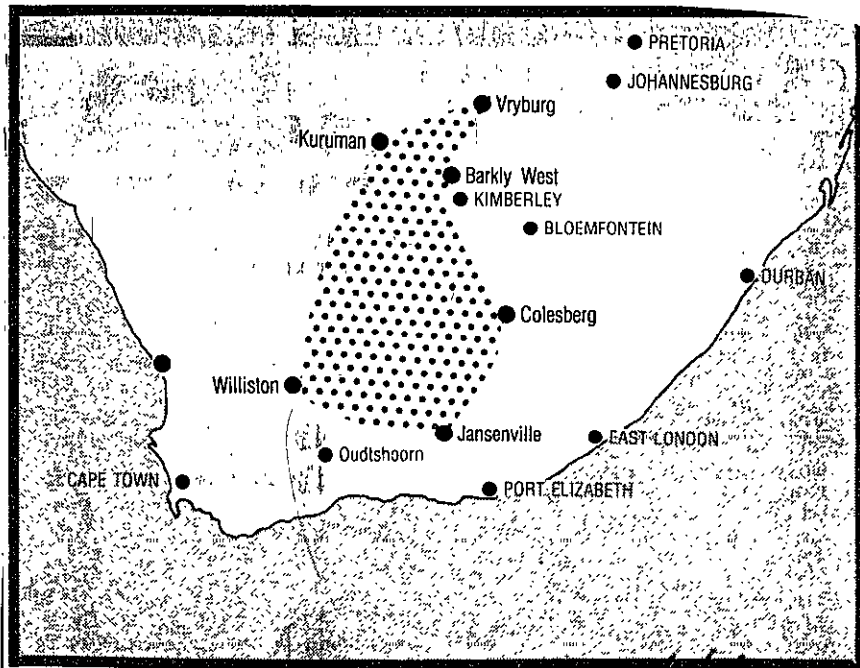 PRETORIA
JOHANNESBURG
Vryburg
Kuruman
Barkly West
KIMBERLEY
BLOEMFONTEIN
DURBAN
Colesberg
Williston
Jansenville
EAST LONDON
Oudtshoorn
CAPE TOWN
PORT ELIZABETH